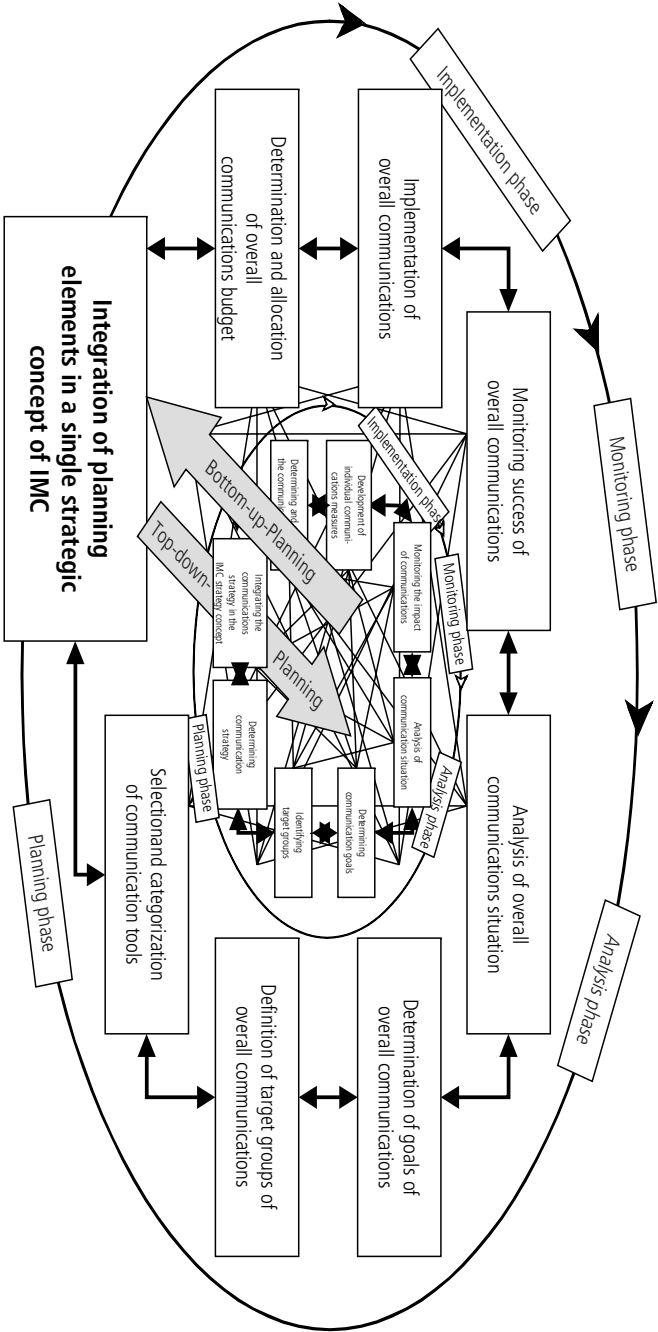 Monitoring phase
Analysis phase
Implementation phase
Monitoring success of
overall communications
Analysis of overall
communications situation
Implementation of
overall communications
Determination of goals of
overall communications
Determination and allocation
of overall
communications budget
Definition of target groups of
overall communications
Monitoring phase
Analysis phase
Implementation phase
Monitoring the impact
of communications
Analysis of
communication situation
Development of
individual communi-
cations measures
Determining
communication goals
Determining and
the
Identifying
target groups
Integrating the
communications
strategy in the
IMC strategy concept
Determining
communication
strategy
Planning phase
Bottom-up-Planning
Top-down-
Planning
Selectionand categorization
of communication tools
Integration of planning
elements in a single strategic
concept of IMC
Planning phase